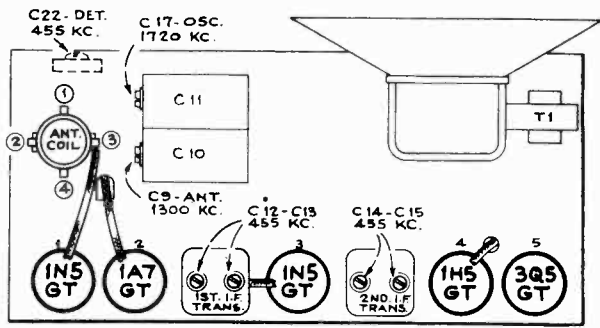 C22-DET.
455 KC.
C17-OSC.
1720 KC.
C11
C10
T1
1
2
ANT.
COIL
3
4
C9-ANT.
1300 KC.
C12-C13
455 KC.
C14-C15
455 KC.
1
2
3
4
5
1N5
GT
1A7
GT
1ST. I.F.
TRANS.
1N5
GT
2ND. I.F.
TRANS.
1H5
GT
3Q5
GT